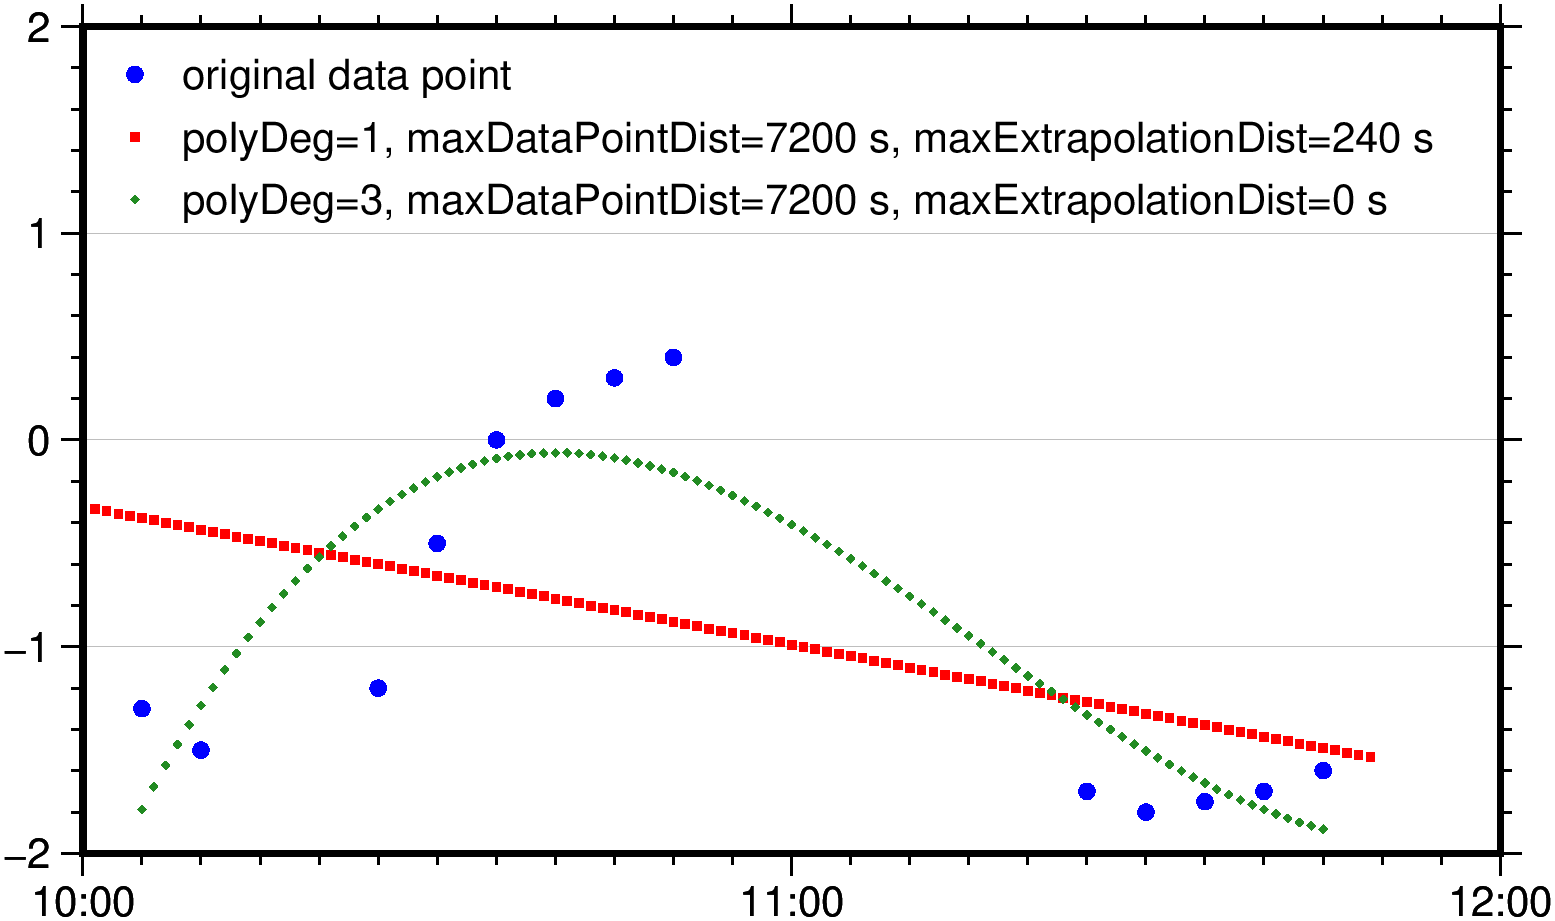 2
original data point
polyDeg=1, maxDataPointDist=7200 s, maxExtrapolationDist=240 s
polyDeg=3, maxDataPointDist=7200 s, maxExtrapolationDist=0 s
1
0
−1
−2
10:00 11:00 12:00